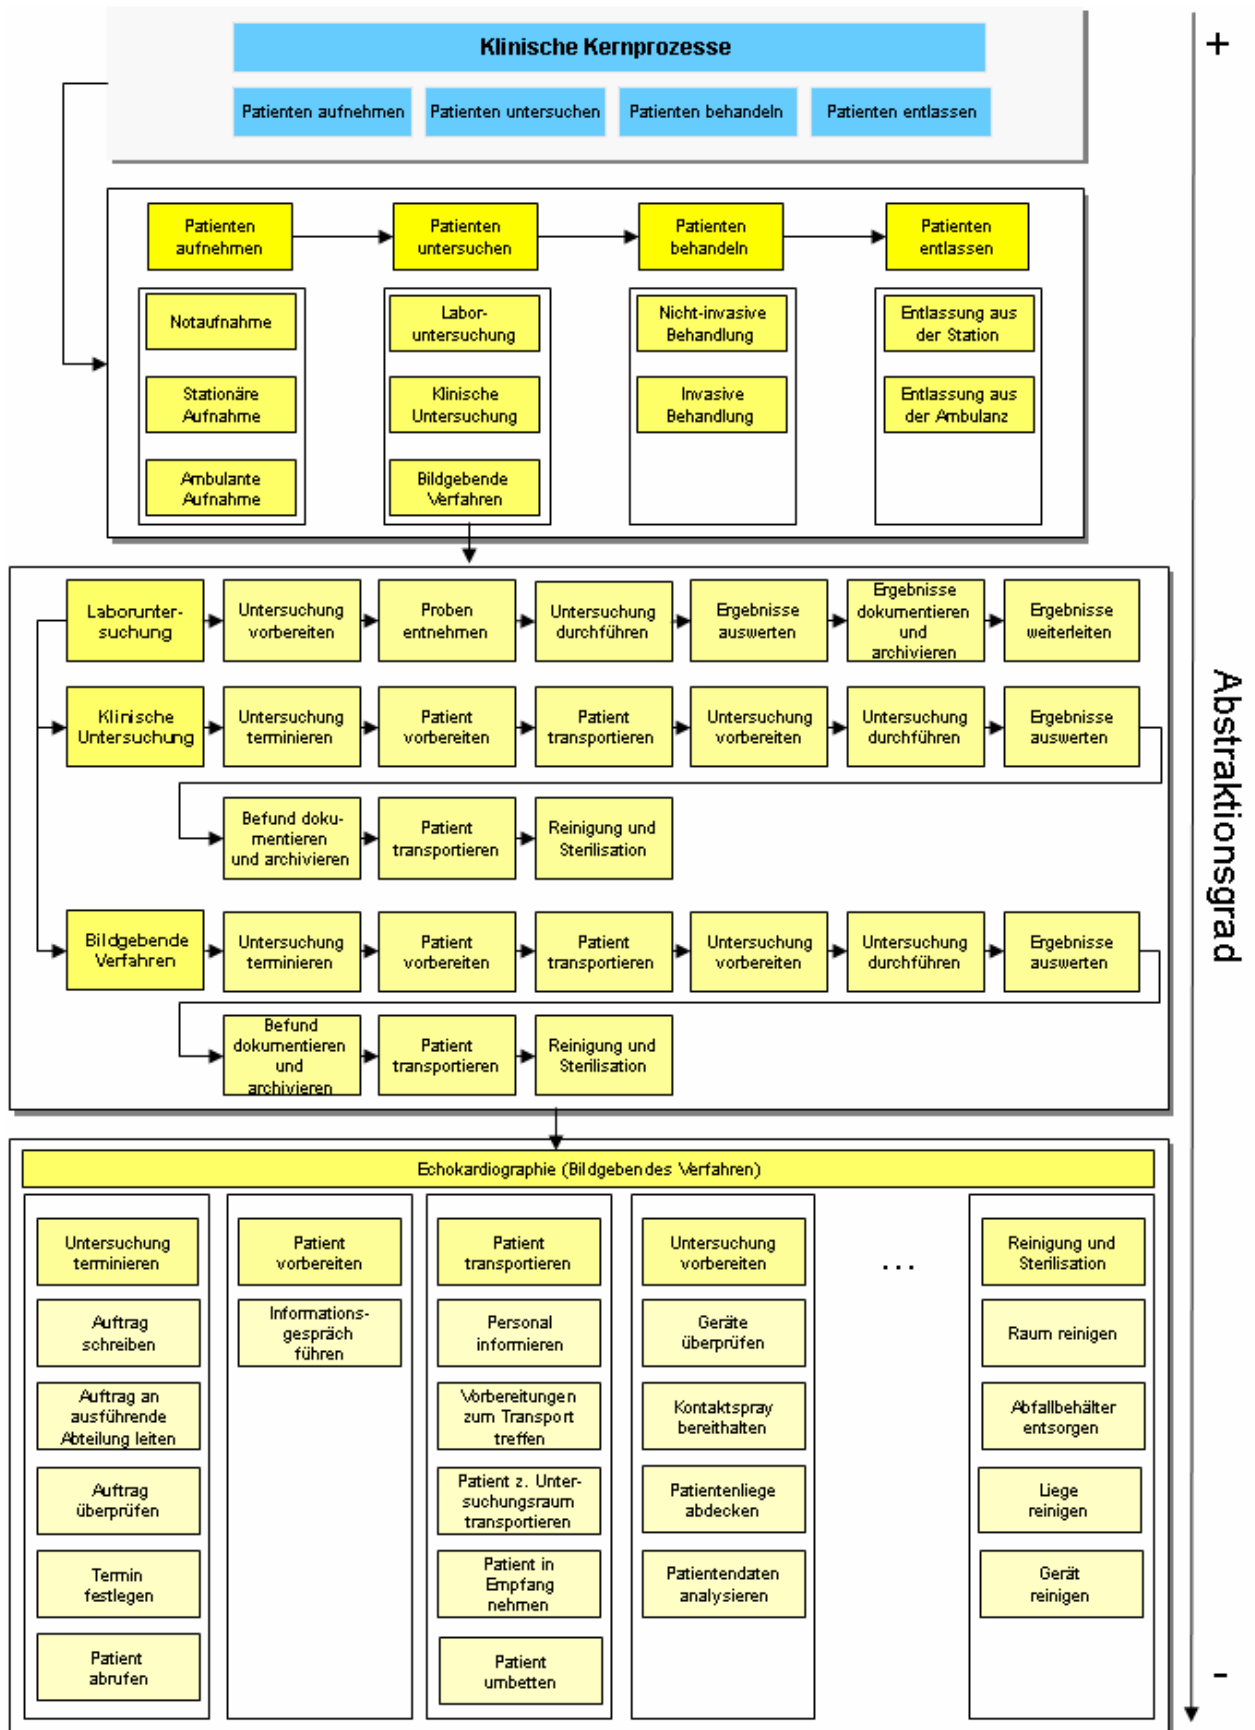 Klinische Kernprozesse
+
Patienten aufnehmen
Patienten untersuchen
Patienten behandeln
Patienten entlassen
Patienten
aufnehmen
Patienten
untersuchen
Patienten
behandeln
Patienten
entlassen
Notaufnahme
Stationäre
Aufnahme
Ambulante
Aufnahme
Labor-
untersuchung
Klinische
Untersuchung
Bildgebende
Verfahren
Nicht-invasive
Behandlung
Invasive
Behandlung
Entlassung aus
der Station
Entlassung aus
der Ambulanz
Laborunter-
suchung
Untersuchung
vorbereiten
Proben
entnehmen
Untersuchung
durchführen
Ergebnisse
auswerten
Ergebnisse
dokumentieren
und
archivieren
Ergebnisse
weiterleiten
Klinische
Untersuchung
Untersuchung
terminieren
Patient
vorbereiten
Patient
transportieren
Untersuchung
vorbereiten
Untersuchung
durchführen
Ergebnisse
auswerten
Befund doku-
mentieren
und archivieren
Patient
transportieren
Reinigung und
Sterilisation
Bildgebende
Verfahren
Untersuchung
terminieren
Patient
vorbereiten
Patient
transportieren
Untersuchung
vorbereiten
Untersuchung
durchführen
Ergebnisse
auswerten
Befund
dokumentieren
und
archivieren
Patient
transportieren
Reinigung und
Sterilisation
Abstraktionsgrad
Echokardiographie (Bildgebendes Verfahren)
Untersuchung
terminieren
Auftrag
schreiben
Auftrag an
ausführende
Abteilung leiten
Auftrag
überprüfen
Termin
festlegen
Patient
abrufen
Patient
vorbereiten
Informations-
gespräch
führen
Patient
transportieren
Personal
informieren
Vorbereitungen
zum Transport
treffen
Patient z. Unter-
suchungsraum
transportieren
Patient in
Empfang
nehmen
Patient
umbetten
Untersuchung
vorbereiten
Geräte
überprüfen
Kontaktspray
bereithalten
Patientenliege
abdecken
Patientendaten
analysieren
...
Reinigung und
Sterilisation
Raum reinigen
Abfallbehälter
entsorgen
Liege
reinigen
Gerät
reinigen
-